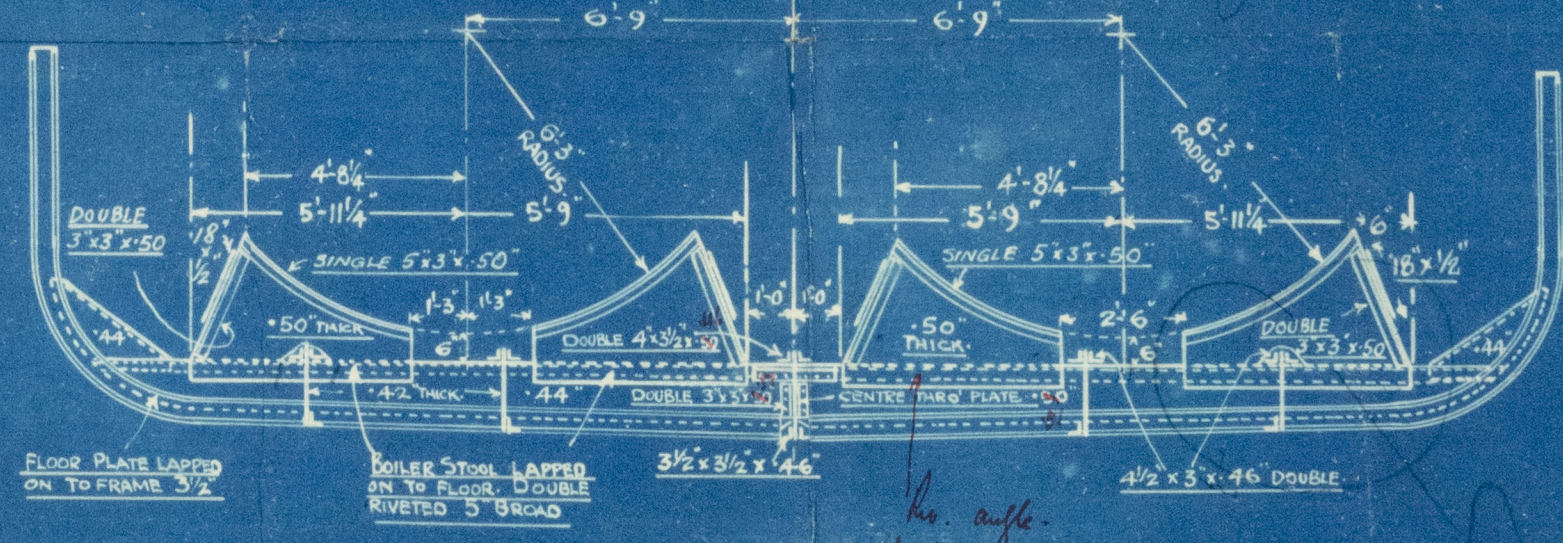 6'-9" 6'-9"
6'-3" RADIUS.
6'-3" RADIUS.
4'-8¼" 4'-8¼"
5'-11¼" 5'-9" 5'-9" 5'-11¼"
DOUBLE
3"x3"x·50
18" x ½"
SINGLE 5"x3"x·50"
SINGLE 5"x3"x·50"
6"
18"x½"
1'-3" 1'-3"
1'-0" 1'-0"
2'-6"
·44
·50" THICK
6"
DOUBLE 4"x3½"x
·50"
THICK.
6"
DOUBLE
3"x3"x·50
·44
·42 THICK.
·44"
DOUBLE 3"x3"x
CENTRE THRO' PLATE
FLOOR PLATE LAPPED
ON TO FRAME 3½"
BOILER STOOL LAPPED
ON TO FLOOR. DOUBLE
RIVETED 5" BROAD
3½"x3½"x·46"
4½"x3"x·46" DOUBLE.
angle.